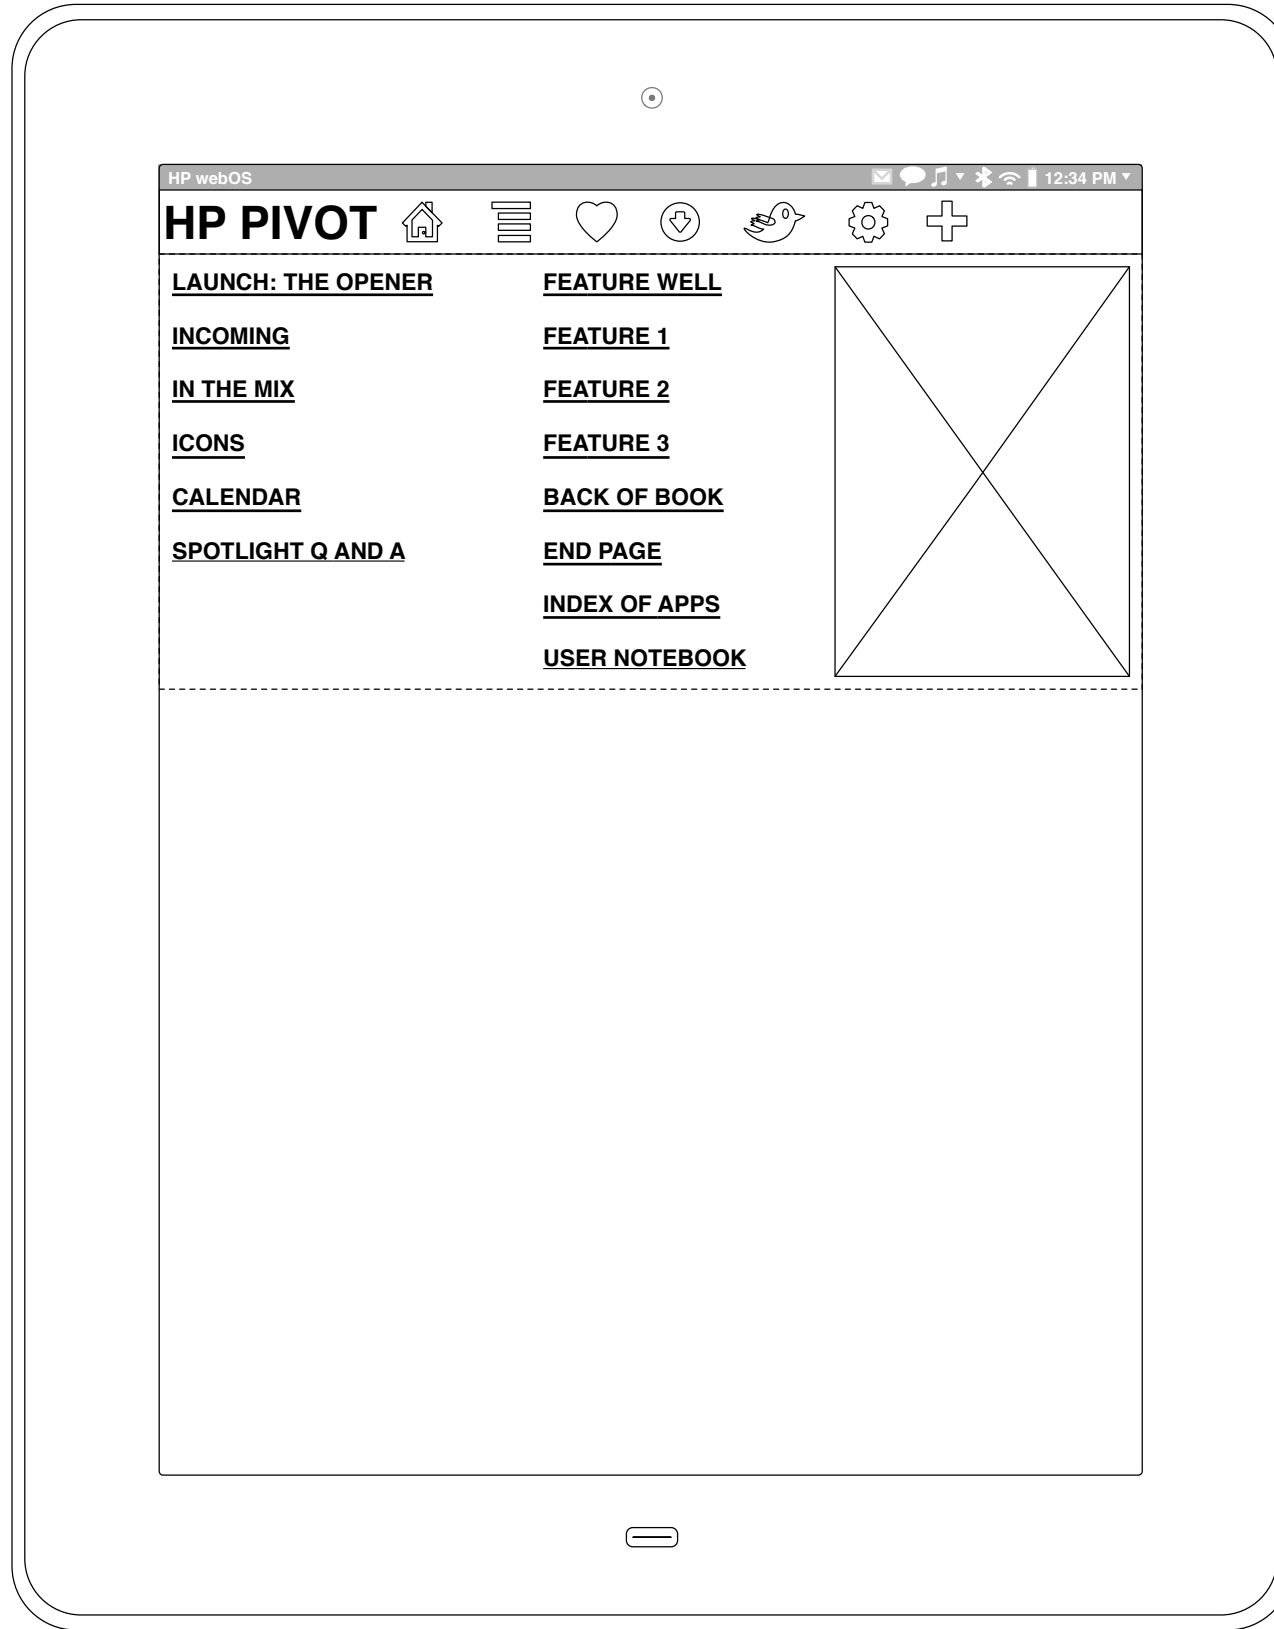 HP webOS
12:34 PM
HP PIVOT
LAUNCH: THE OPENER
INCOMING
IN THE MIX
ICONS
CALENDAR
SPOTLIGHT Q AND A
FEATURE WELL
FEATURE 1
FEATURE 2
FEATURE 3
BACK OF BOOK
END PAGE
INDEX OF APPS
USER NOTEBOOK